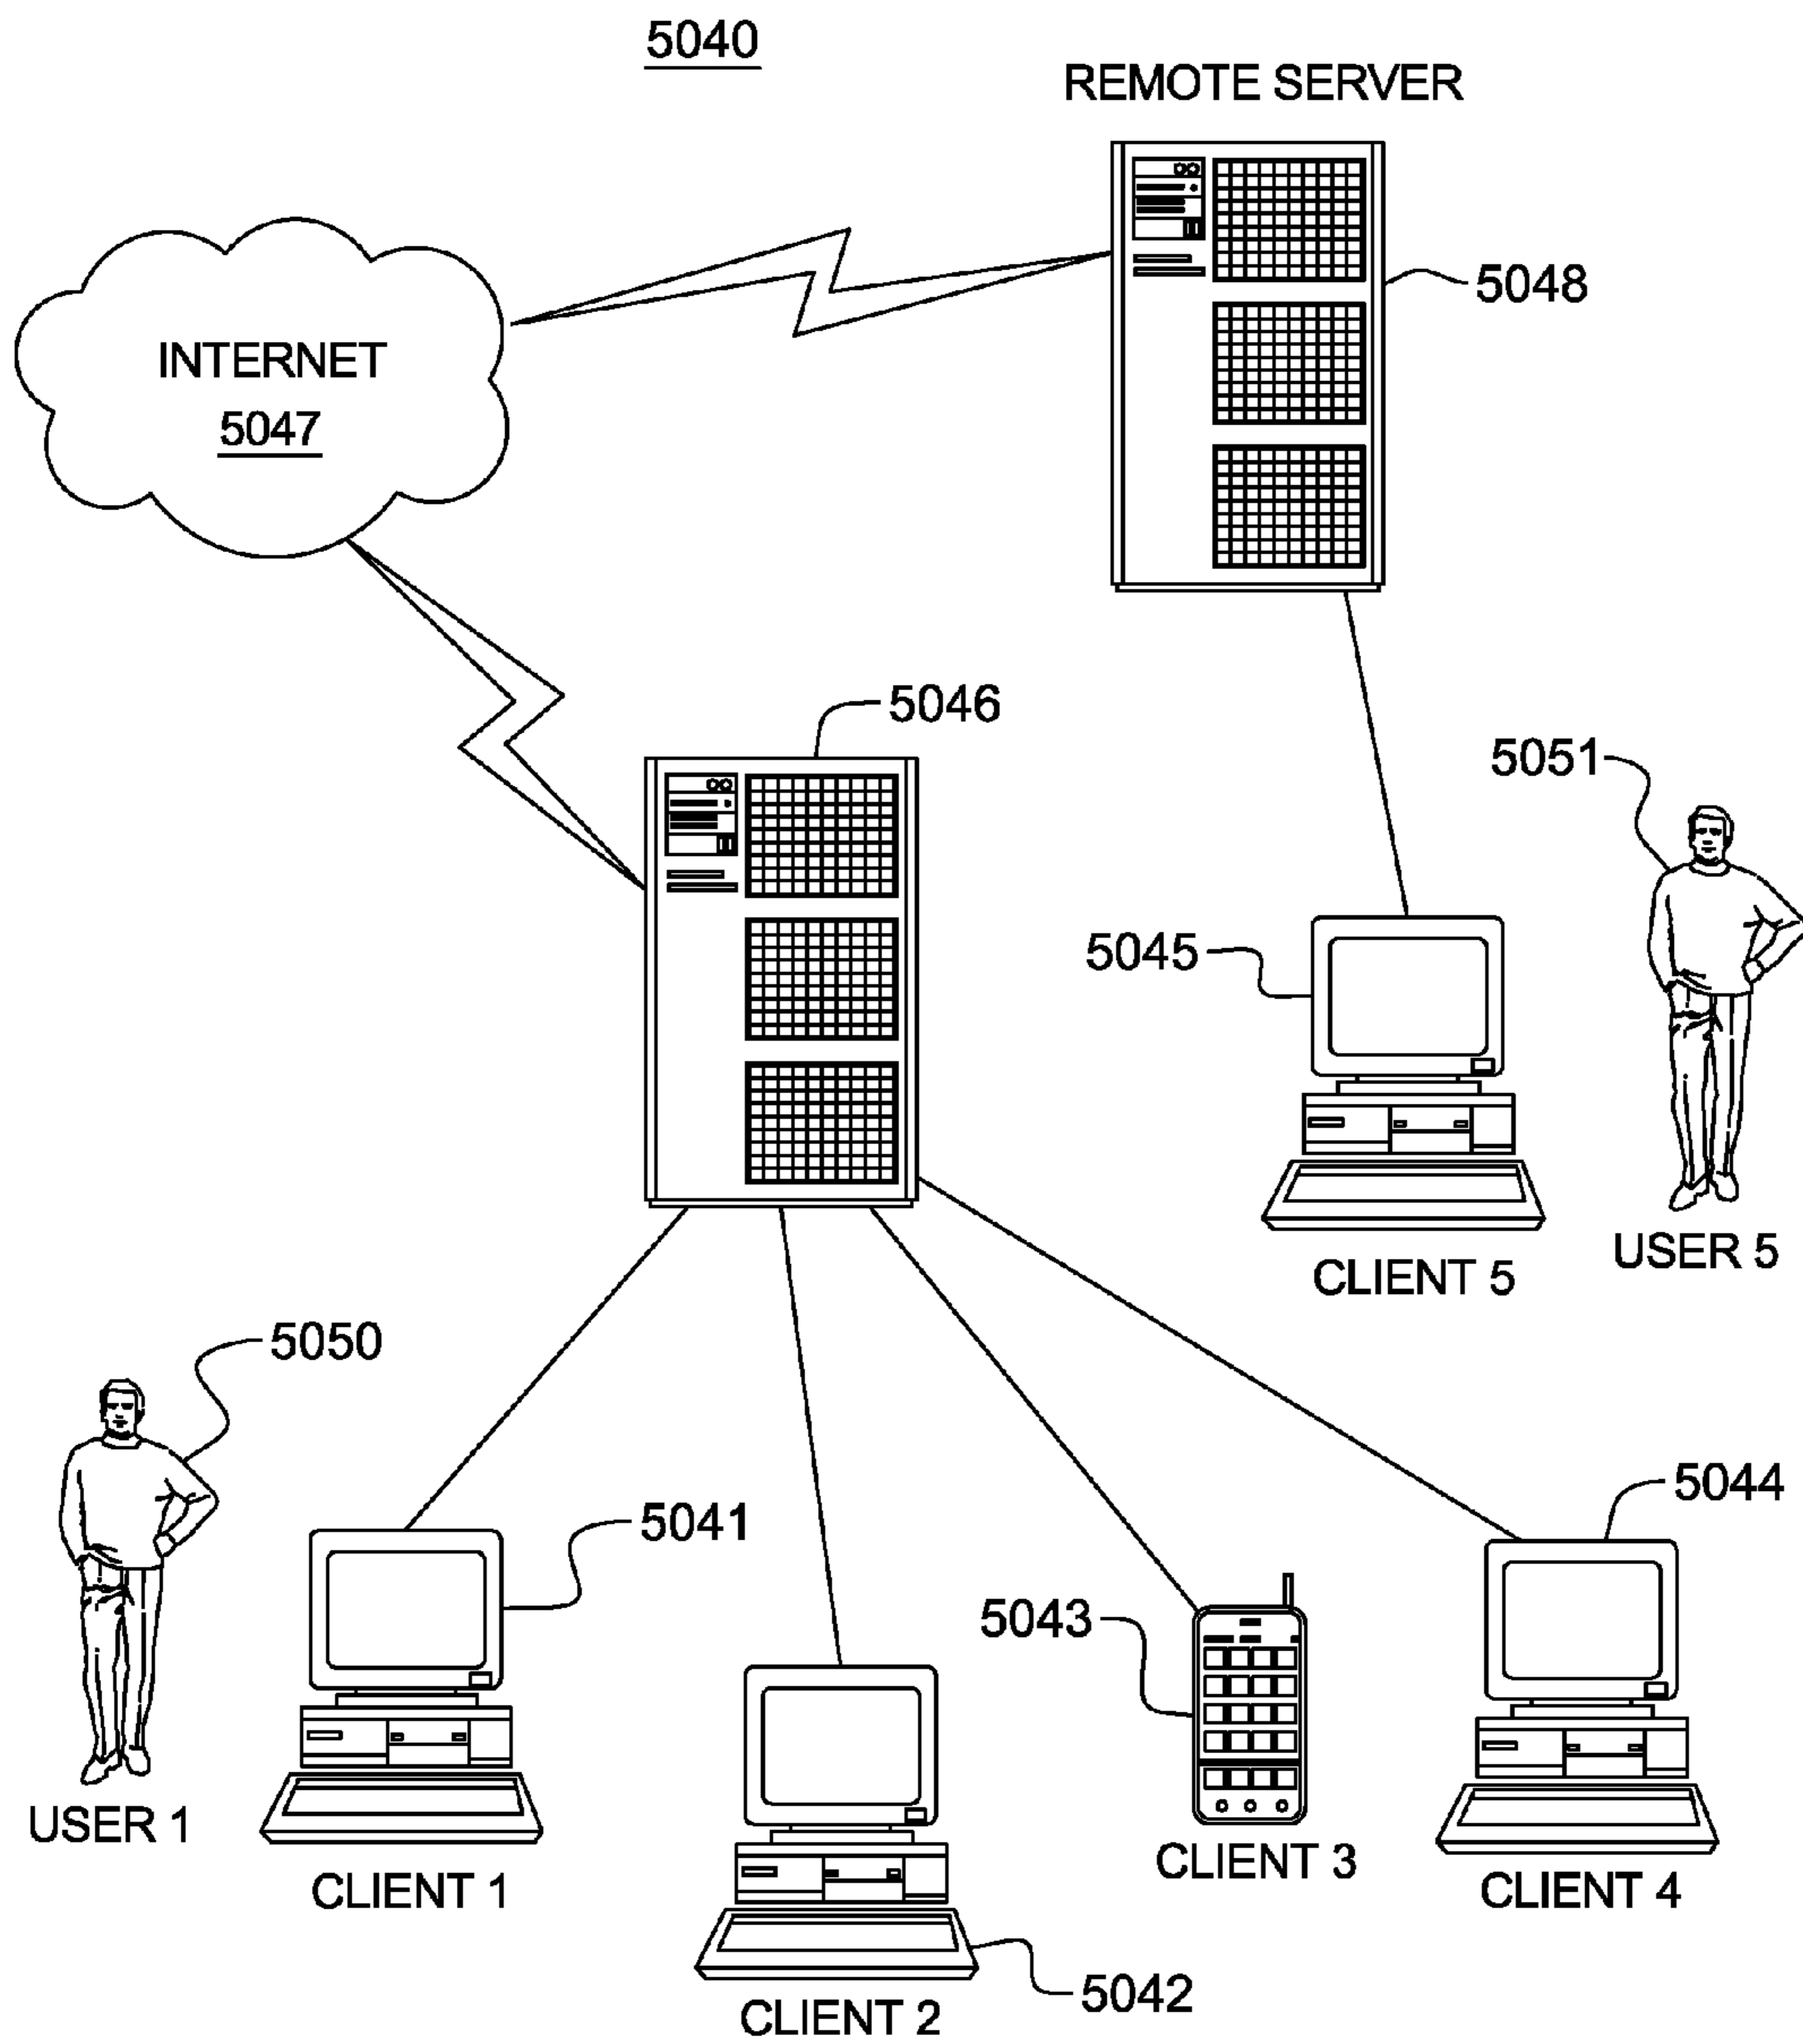 5040
REMOTE SERVER
5048
INTERNET
5047
5046
5051
5045
CLIENT 5
USER 5
5050
5041
5044
5043
USER 1
CLIENT 1
CLIENT 3
CLIENT 4
5042
CLIENT 2